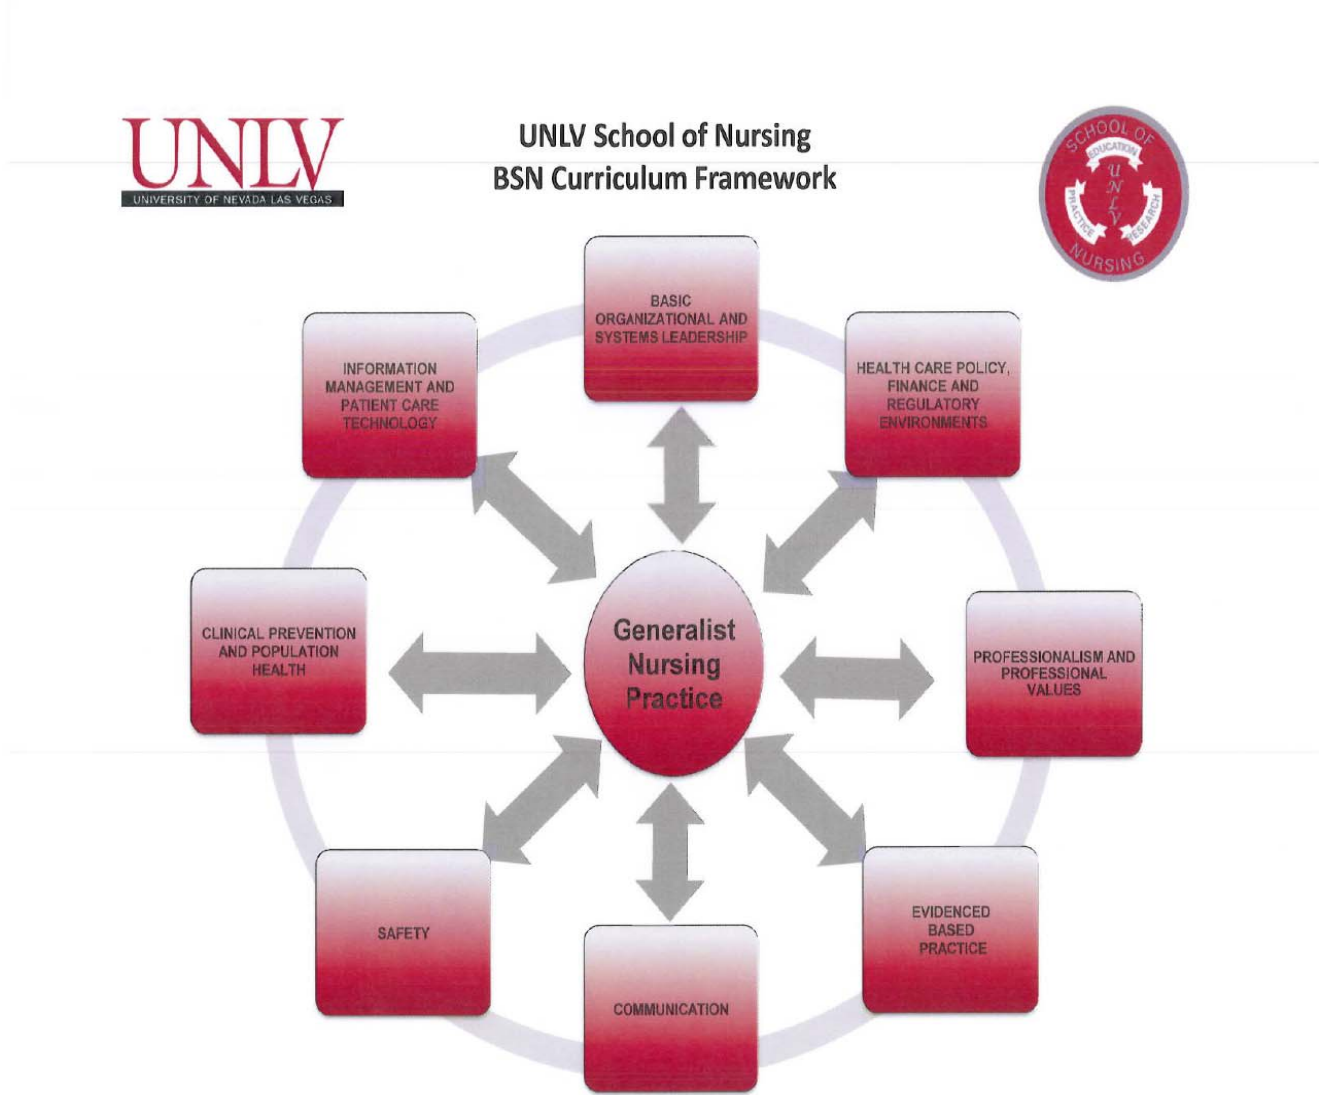 UNLV
UNIVERSITY OF NEVADA LAS VEGAS
UNLV School of Nursing
BSN Curriculum Framework
SCHOOL OF
EDUCATION
UNLV
PRACTICE
RESEARCH
NURSING
BASIC
ORGANIZATIONAL AND
SYSTEMS LEADERSHIP
INFORMATION
MANAGEMENT AND
PATIENT CARE
TECHNOLOGY
HEALTH CARE POLICY,
FINANCE AND
REGULATORY
ENVIRONMENTS
CLINICAL PREVENTION
AND POPULATION
HEALTH
Generalist
Nursing
Practice
PROFESSIONALISM AND
PROFESSIONAL
VALUES
SAFETY
EVIDENCED
BASED
PRACTICE
COMMUNICATION